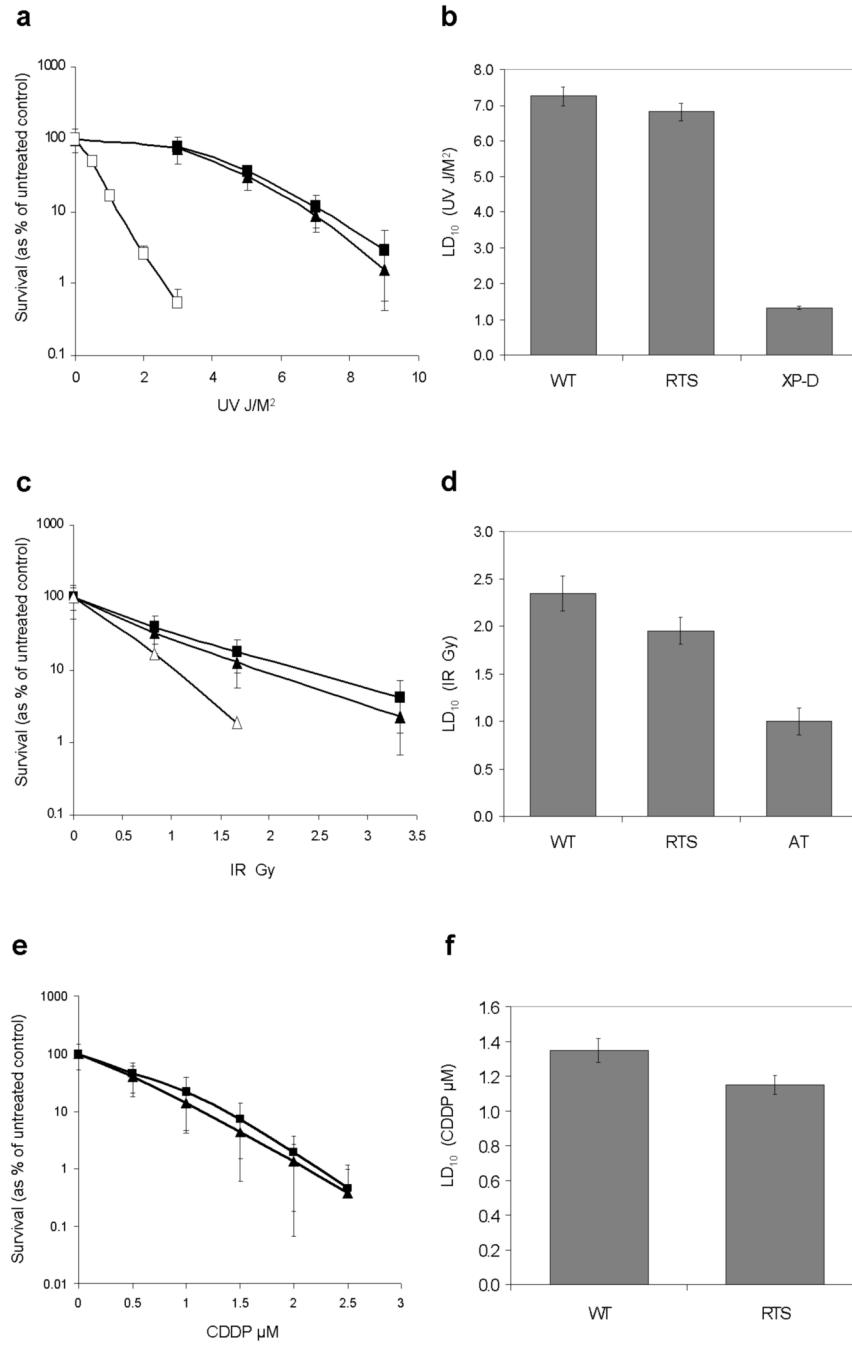 a
Survival (as % of untreated control)
1000
100
10
1
0.1
0 2 4 6 8 10
UV J/M²
b
LD₁₀ (UV J/M²)
8.0
7.0
6.0
5.0
4.0
3.0
2.0
1.0
0.0
WT RTS XP-D
c
Survival (as % of untreated control)
1000
100
10
1
0.1
0 0.5 1 1.5 2 2.5 3 3.5
IR Gy
d
LD₁₀ (IR Gy)
3.0
2.5
2.0
1.5
1.0
0.5
0.0
WT RTS AT
e
Survival (as % of untreated control)
1000
100
10
1
0.1
0.01
0 0.5 1.0 1.5 2 2.5 3
CDDP µM
f
LD₁₀ (CDDP µM)
1.6
1.4
1.2
1.0
0.8
0.6
0.4
0.2
0.0
WT RTS